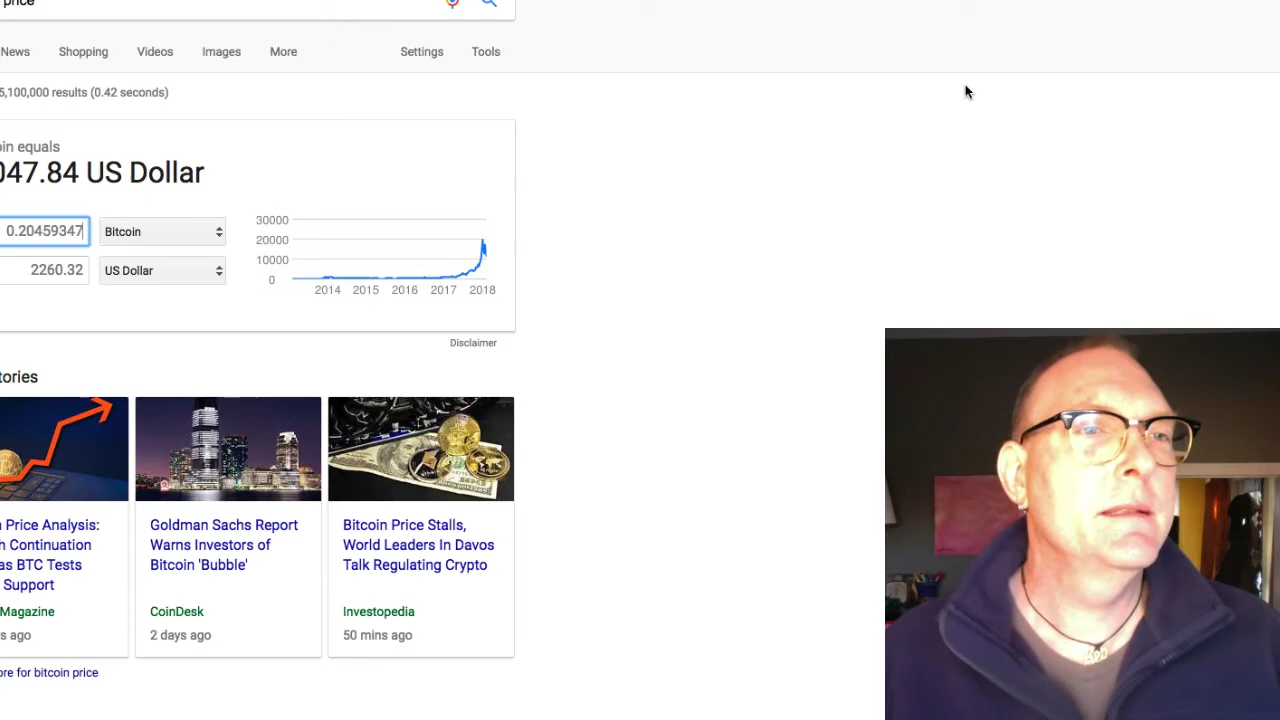 price
News Shopping Videos Images More Settings Tools
5,100,000 results (0.42 seconds)
oin equals
047.84 US Dollar
0.20459347 Bitcoin
2260.32 US Dollar
30000
20000
10000
0
2014 2015 2016 2017 2018
Disclaimer
tories
n Price Analysis:
h Continuation
as BTC Tests
Support
Magazine
s ago
Goldman Sachs Report
Warns Investors of
Bitcoin 'Bubble'
CoinDesk
2 days ago
Bitcoin Price Stalls,
World Leaders In Davos
Talk Regulating Crypto
Investopedia
50 mins ago
ore for bitcoin price